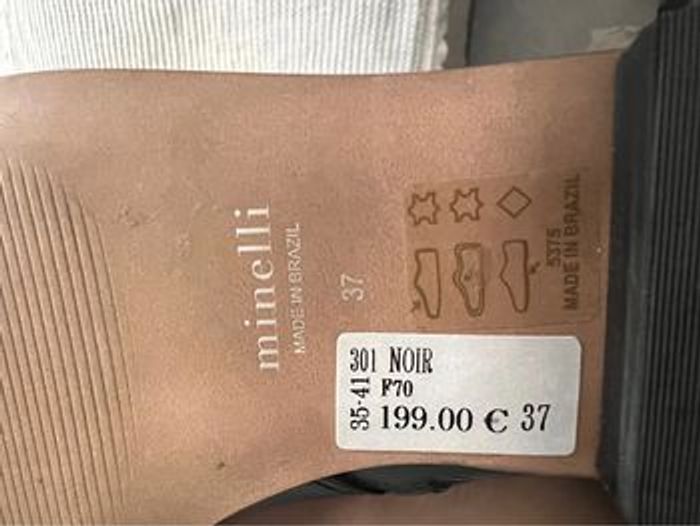 minelli
MADE IN BRAZIL
37
5375
MADE IN BRAZIL
301 NOIR
35-41 F70
199.00 € 37